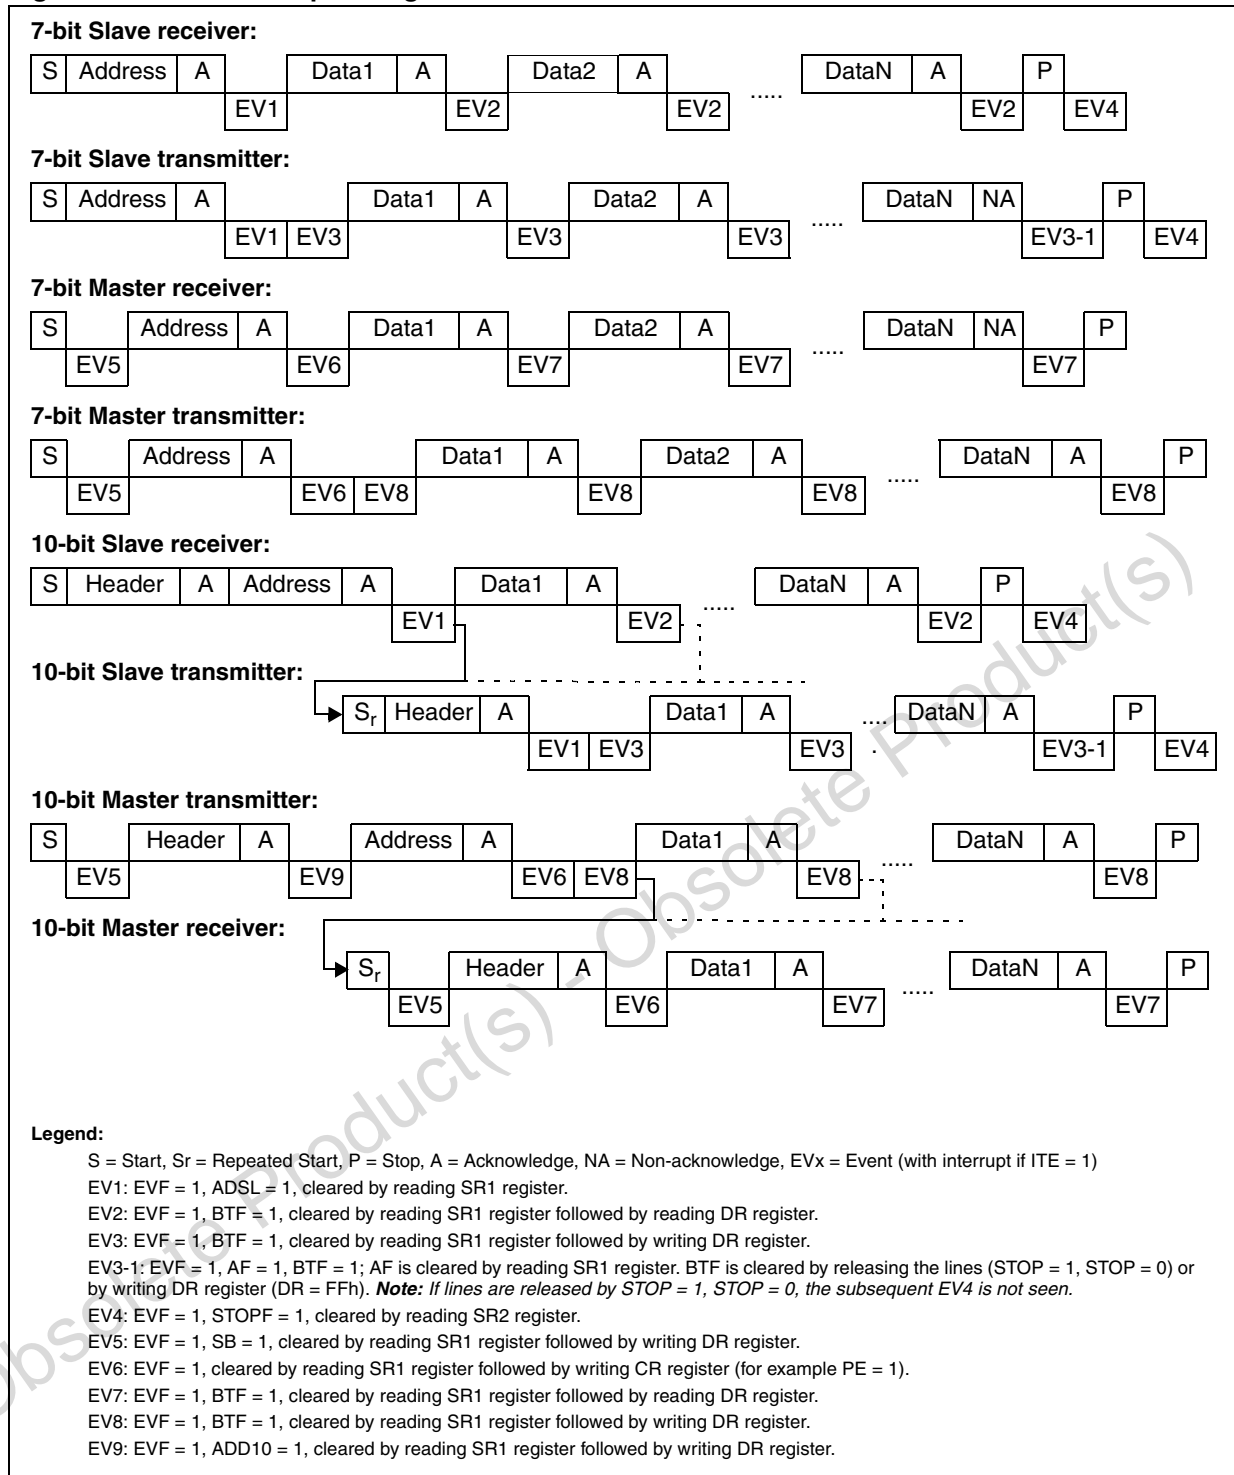 7-bit Slave receiver:
S Address A Data1 A Data2 A ..... DataN A P
EV1 EV2 EV2 EV2 EV4
7-bit Slave transmitter:
S Address A Data1 A Data2 A ..... DataN NA P
EV1 EV3 EV3 EV3 EV3-1 EV4
7-bit Master receiver:
S Address A Data1 A Data2 A ..... DataN NA P
EV5 EV6 EV7 EV7 EV7
7-bit Master transmitter:
S Address A Data1 A Data2 A ..... DataN A P
EV5 EV6 EV8 EV8 EV8 EV8
10-bit Slave receiver:
S Header A Address A Data1 A ..... DataN A P
EV1 EV2 EV2 EV4
10-bit Slave transmitter:
Sr Header A Data1 A .... DataN A P
EV1 EV3 EV3 . EV3-1 EV4
10-bit Master transmitter:
S Header A Address A Data1 A ..... DataN A P
EV5 EV9 EV6 EV8 EV8 EV8
10-bit Master receiver:
Sr Header A Data1 A ..... DataN A P
EV5 EV6 EV7 EV7
Legend:
S = Start, Sr = Repeated Start, P = Stop, A = Acknowledge, NA = Non-acknowledge, EVx = Event (with interrupt if ITE = 1)
EV1: EVF = 1, ADSL = 1, cleared by reading SR1 register.
EV2: EVF = 1, BTF = 1, cleared by reading SR1 register followed by reading DR register.
EV3: EVF = 1, BTF = 1, cleared by reading SR1 register followed by writing DR register.
EV3-1: EVF = 1, AF = 1, BTF = 1; AF is cleared by reading SR1 register. BTF is cleared by releasing the lines (STOP = 1, STOP = 0) or
by writing DR register (DR = FFh). Note: If lines are released by STOP = 1, STOP = 0, the subsequent EV4 is not seen.
EV4: EVF = 1, STOPF = 1, cleared by reading SR2 register.
EV5: EVF = 1, SB = 1, cleared by reading SR1 register followed by writing DR register.
EV6: EVF = 1, cleared by reading SR1 register followed by writing CR register (for example PE = 1).
EV7: EVF = 1, BTF = 1, cleared by reading SR1 register followed by reading DR register.
EV8: EVF = 1, BTF = 1, cleared by reading SR1 register followed by writing DR register.
EV9: EVF = 1, ADD10 = 1, cleared by reading SR1 register followed by writing DR register.
Obsolete Product(s) - Obsolete Product(s)